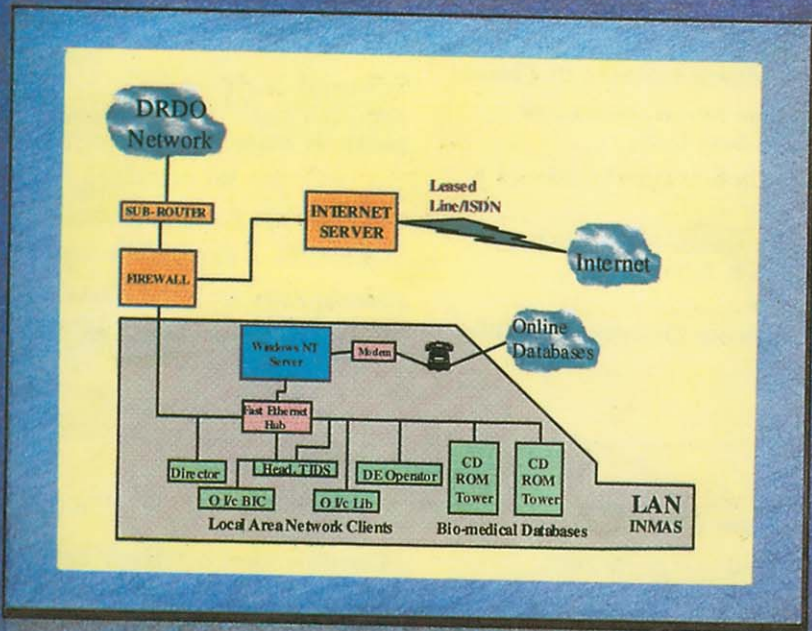 DRDO
Network
SUB-ROUTER
INTERNET
SERVER
Leased
Line/ISDN
FIREWALL
Internet
Windows NT
Server
Modem
Online
Databases
Fast Ethernet
Hub
Director
Head, TIDS
DE Operator
CD
ROM
Tower
CD
ROM
Tower
O I/c BIC
O I/c Lib
Local Area Network Clients
Bio-medical Databases
LAN
INMAS